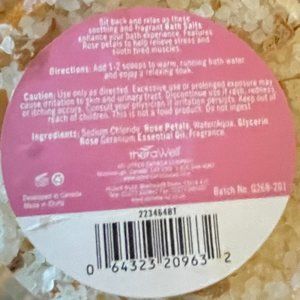 Sit back and relax as these
soothing and fragrant Bath Salts
enhance your bath experience. Features
Rose petals to help relieve stress and
sooth tired muscles.
Directions: Add 1-2 scoops to warm, running bath water
and enjoy a relaxing soak.
Caution: Use only as directed. Excessive use or prolonged exposure may
cause irritation to skin and urinary tract. Discontinue use if rash, redness,
or itching occurs. Consult your physician if irritation persists. Keep out of
reach of children. This is not a food product. Do not ingest.
Ingredients: Sodium Chloride, Rose Petals, Water/Aqua, Glycerin
Rose Geranium Essential Oil, Fragrance.
therawell
Developed in Canada
Made in China
Batch No.
22346401
0 64323 20963 2